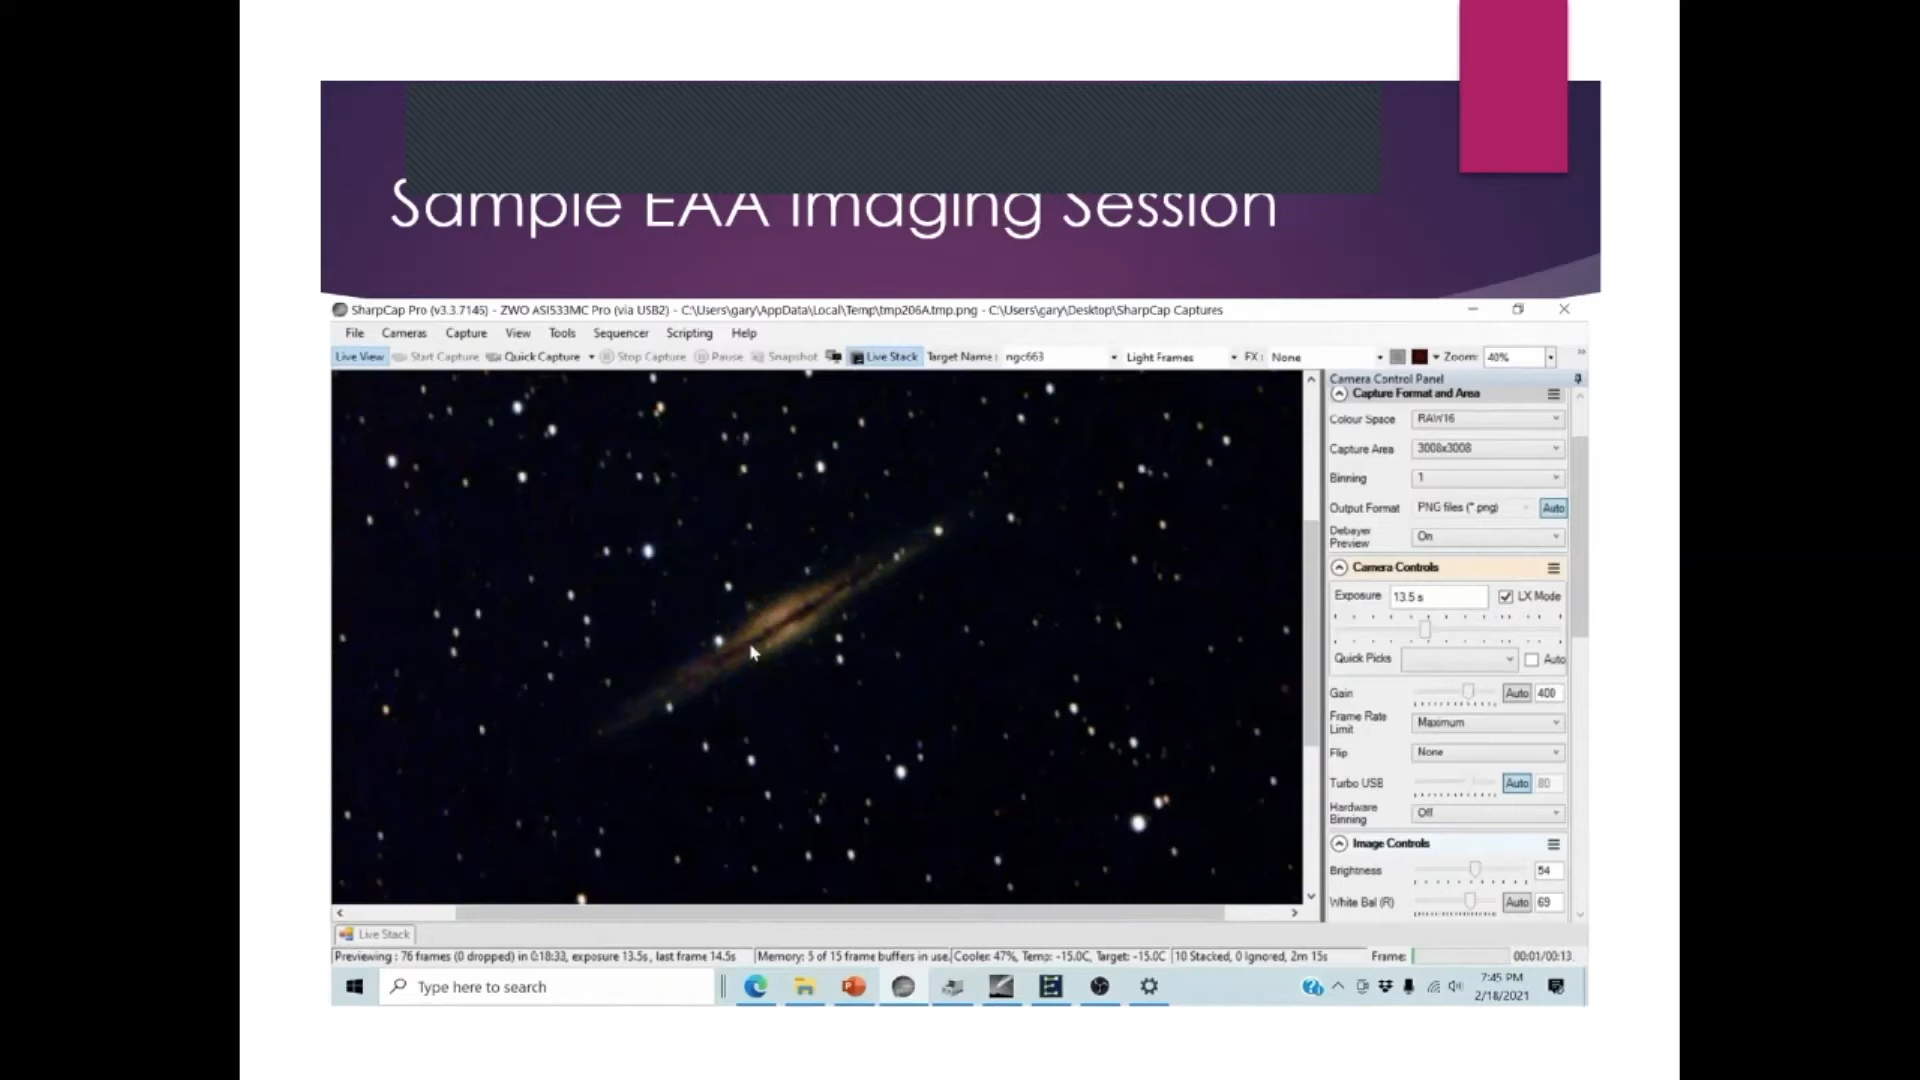 Sample EAA Imaging Session
SharpCap Pro (v3.3.7145) - ZWO ASI533MC Pro (via USB2) - C:\Users\gary\AppData\Local\Temp\tmp206A.tmp.png - C:\Users\gary\Desktop\SharpCap Captures
File Cameras Capture View Tools Sequencer Scripting Help
Live View Start Capture Quick Capture Stop Capture Pause Snapshot Live Stack Target Name: ngc663 Light Frames FX: None Zoom: 40%
Camera Control Panel
Capture Format and Area
Colour Space RAW16
Capture Area 3008x3008
Binning 1
Output Format PNG files (*.png) Auto
Debayer Preview On
Camera Controls
Exposure 13.5 s LX Mode
Quick Picks Auto
Gain Auto 400
Frame Rate Limit Maximum
Flip None
Turbo USB Auto 80
Hardware Binning Off
Image Controls
Brightness 54
White Bal (R) Auto 69
Live Stack
Previewing : 76 frames (0 dropped) in 0:18:33, exposure 13.5s, last frame 14.5s Memory: 5 of 15 frame buffers in use. Cooler: 47%, Temp: -15.0C, Target: -15.0C 10 Stacked, 0 Ignored, 2m 15s Frame: 00:01/00:13
Type here to search
7:45 PM
2/18/2021